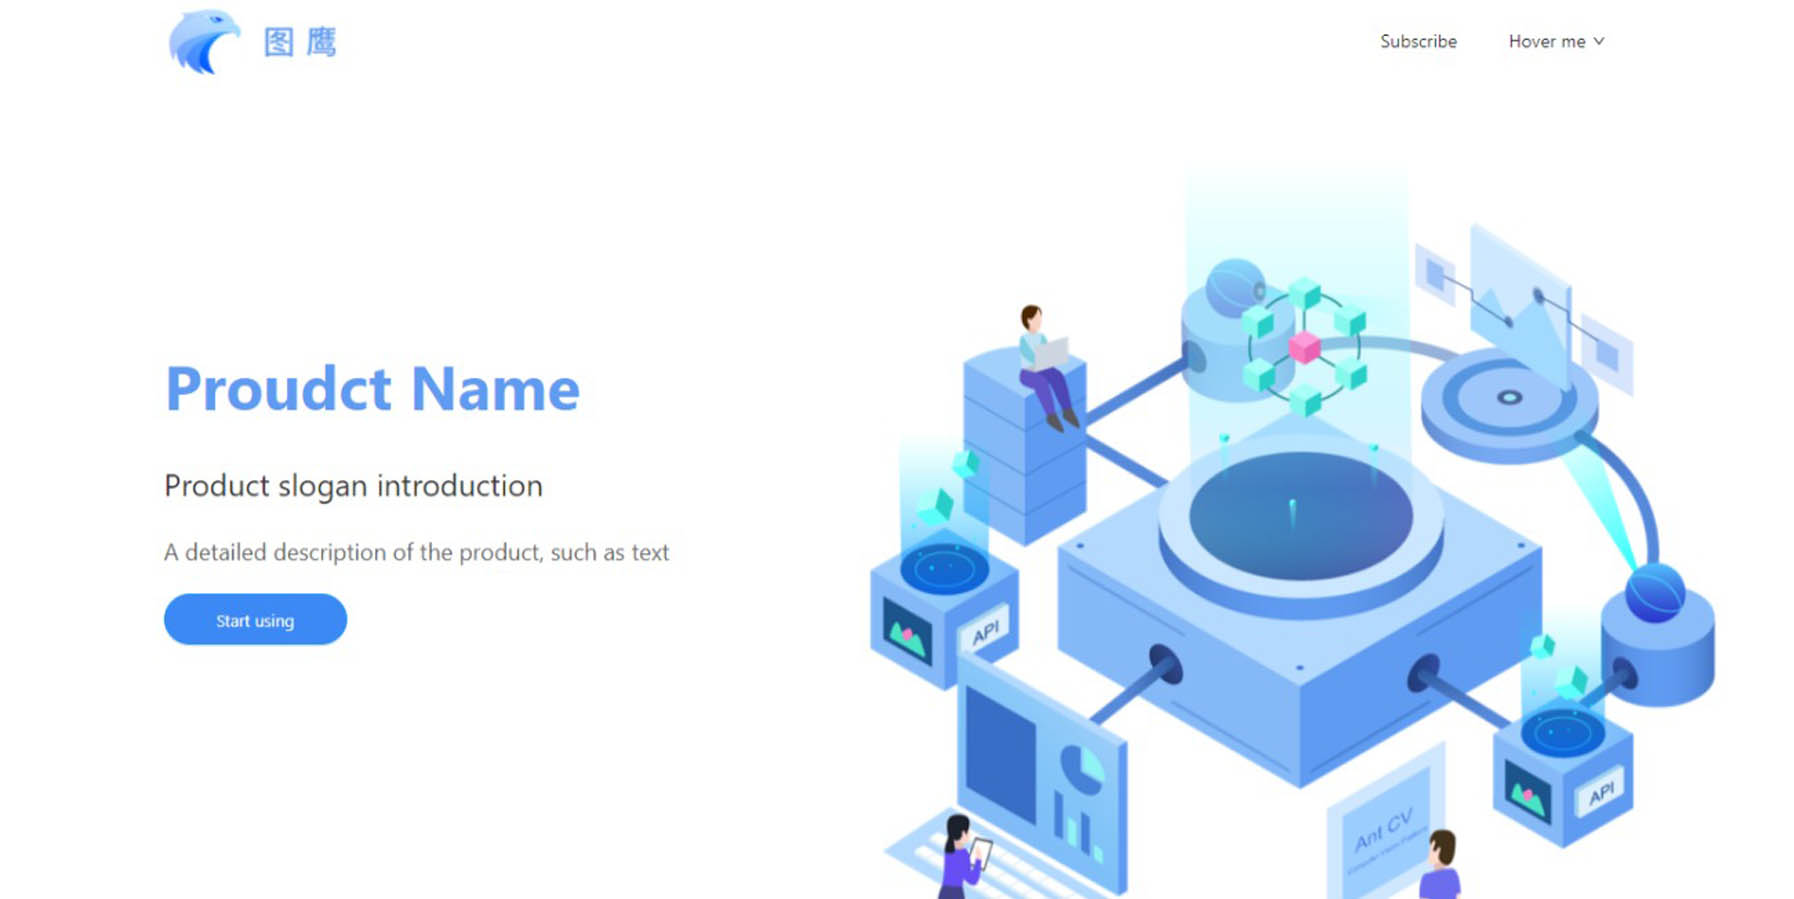 图鹰
Subscribe
Hover me
Proudct Name
Product slogan introduction
A detailed description of the product, such as text
Start using
API
API
Ant CV